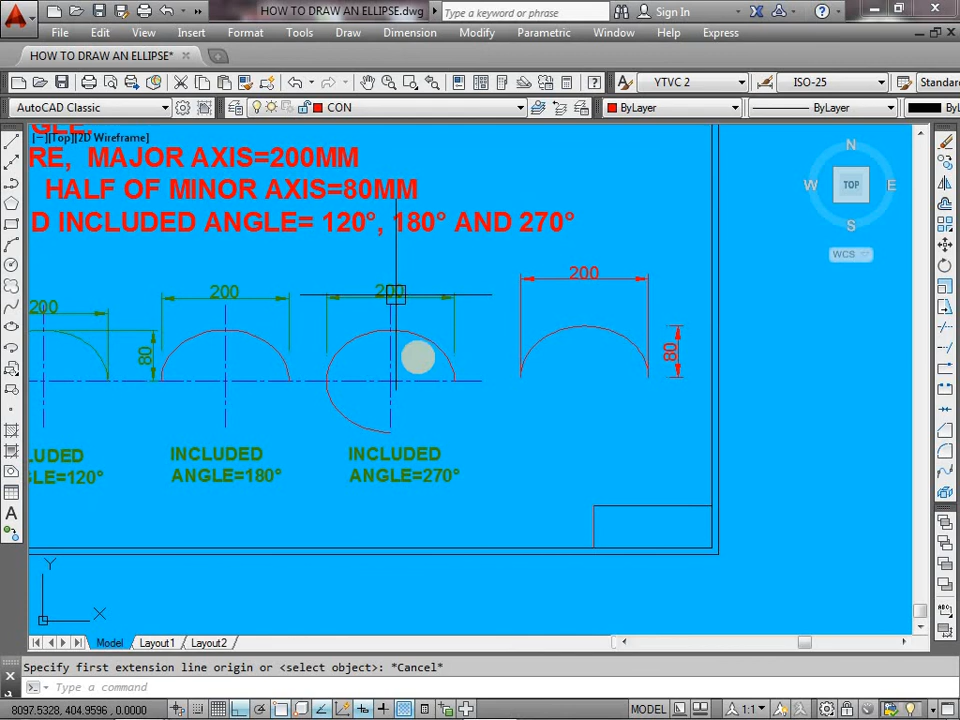 HOW TO DRAW AN ELLIPSE.dwg
Type a keyword or phrase
Sign In
File Edit View Insert Format Tools Draw Dimension Modify Parametric Window Help Express
HOW TO DRAW AN ELLIPSE*
YTVC 2
ISO-25
Standar
AutoCAD Classic
CON
ByLayer
ByLayer
ByL
GLE.
[−][Top][2D Wireframe]
RE, MAJOR AXIS=200MM
HALF OF MINOR AXIS=80MM
D INCLUDED ANGLE= 120°, 180° AND 270°
N
W
TOP
E
S
WCS
200
200
200
200
80
80
LUDED
GLE=120°
INCLUDED
ANGLE=180°
INCLUDED
ANGLE=270°
Y
X
Model
Layout1
Layout2
Specify first extension line origin or <select object>: *Cancel*
Type a command
8097.5328, 404.9596, 0.0000
MODEL
1:1